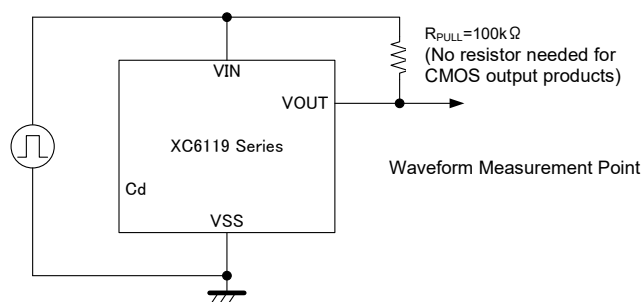 RPULL=100kΩ
(No resistor needed for
CMOS output products)
VIN
VOUT
XC6119 Series
Waveform Measurement Point
Cd
VSS